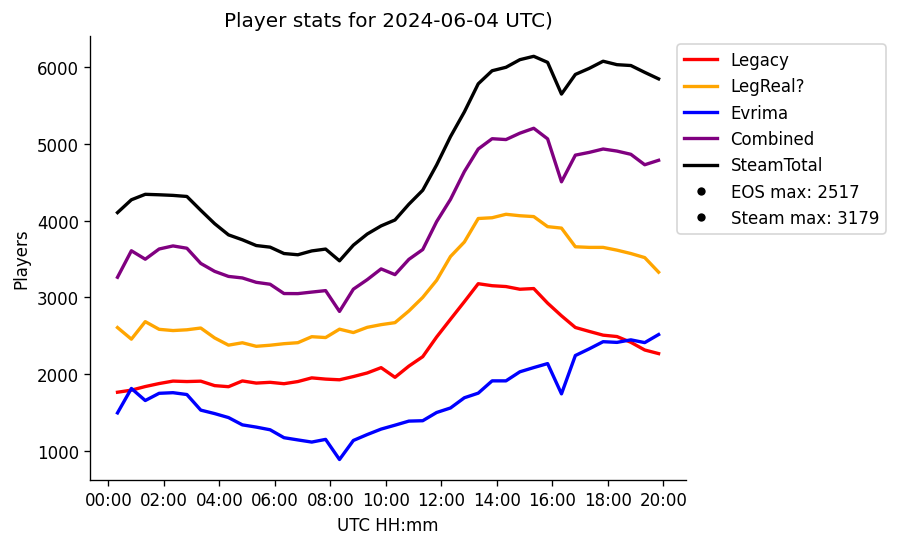 Player stats for 2024-06-04 UTC)
Legacy
LegReal?
Evrima
Combined
SteamTotal
EOS max: 2517
Steam max: 3179
Players
6000
5000
4000
3000
2000
1000
00:00 02:00 04:00 06:00 08:00 10:00 12:00 14:00 16:00 18:00 20:00
UTC HH:mm